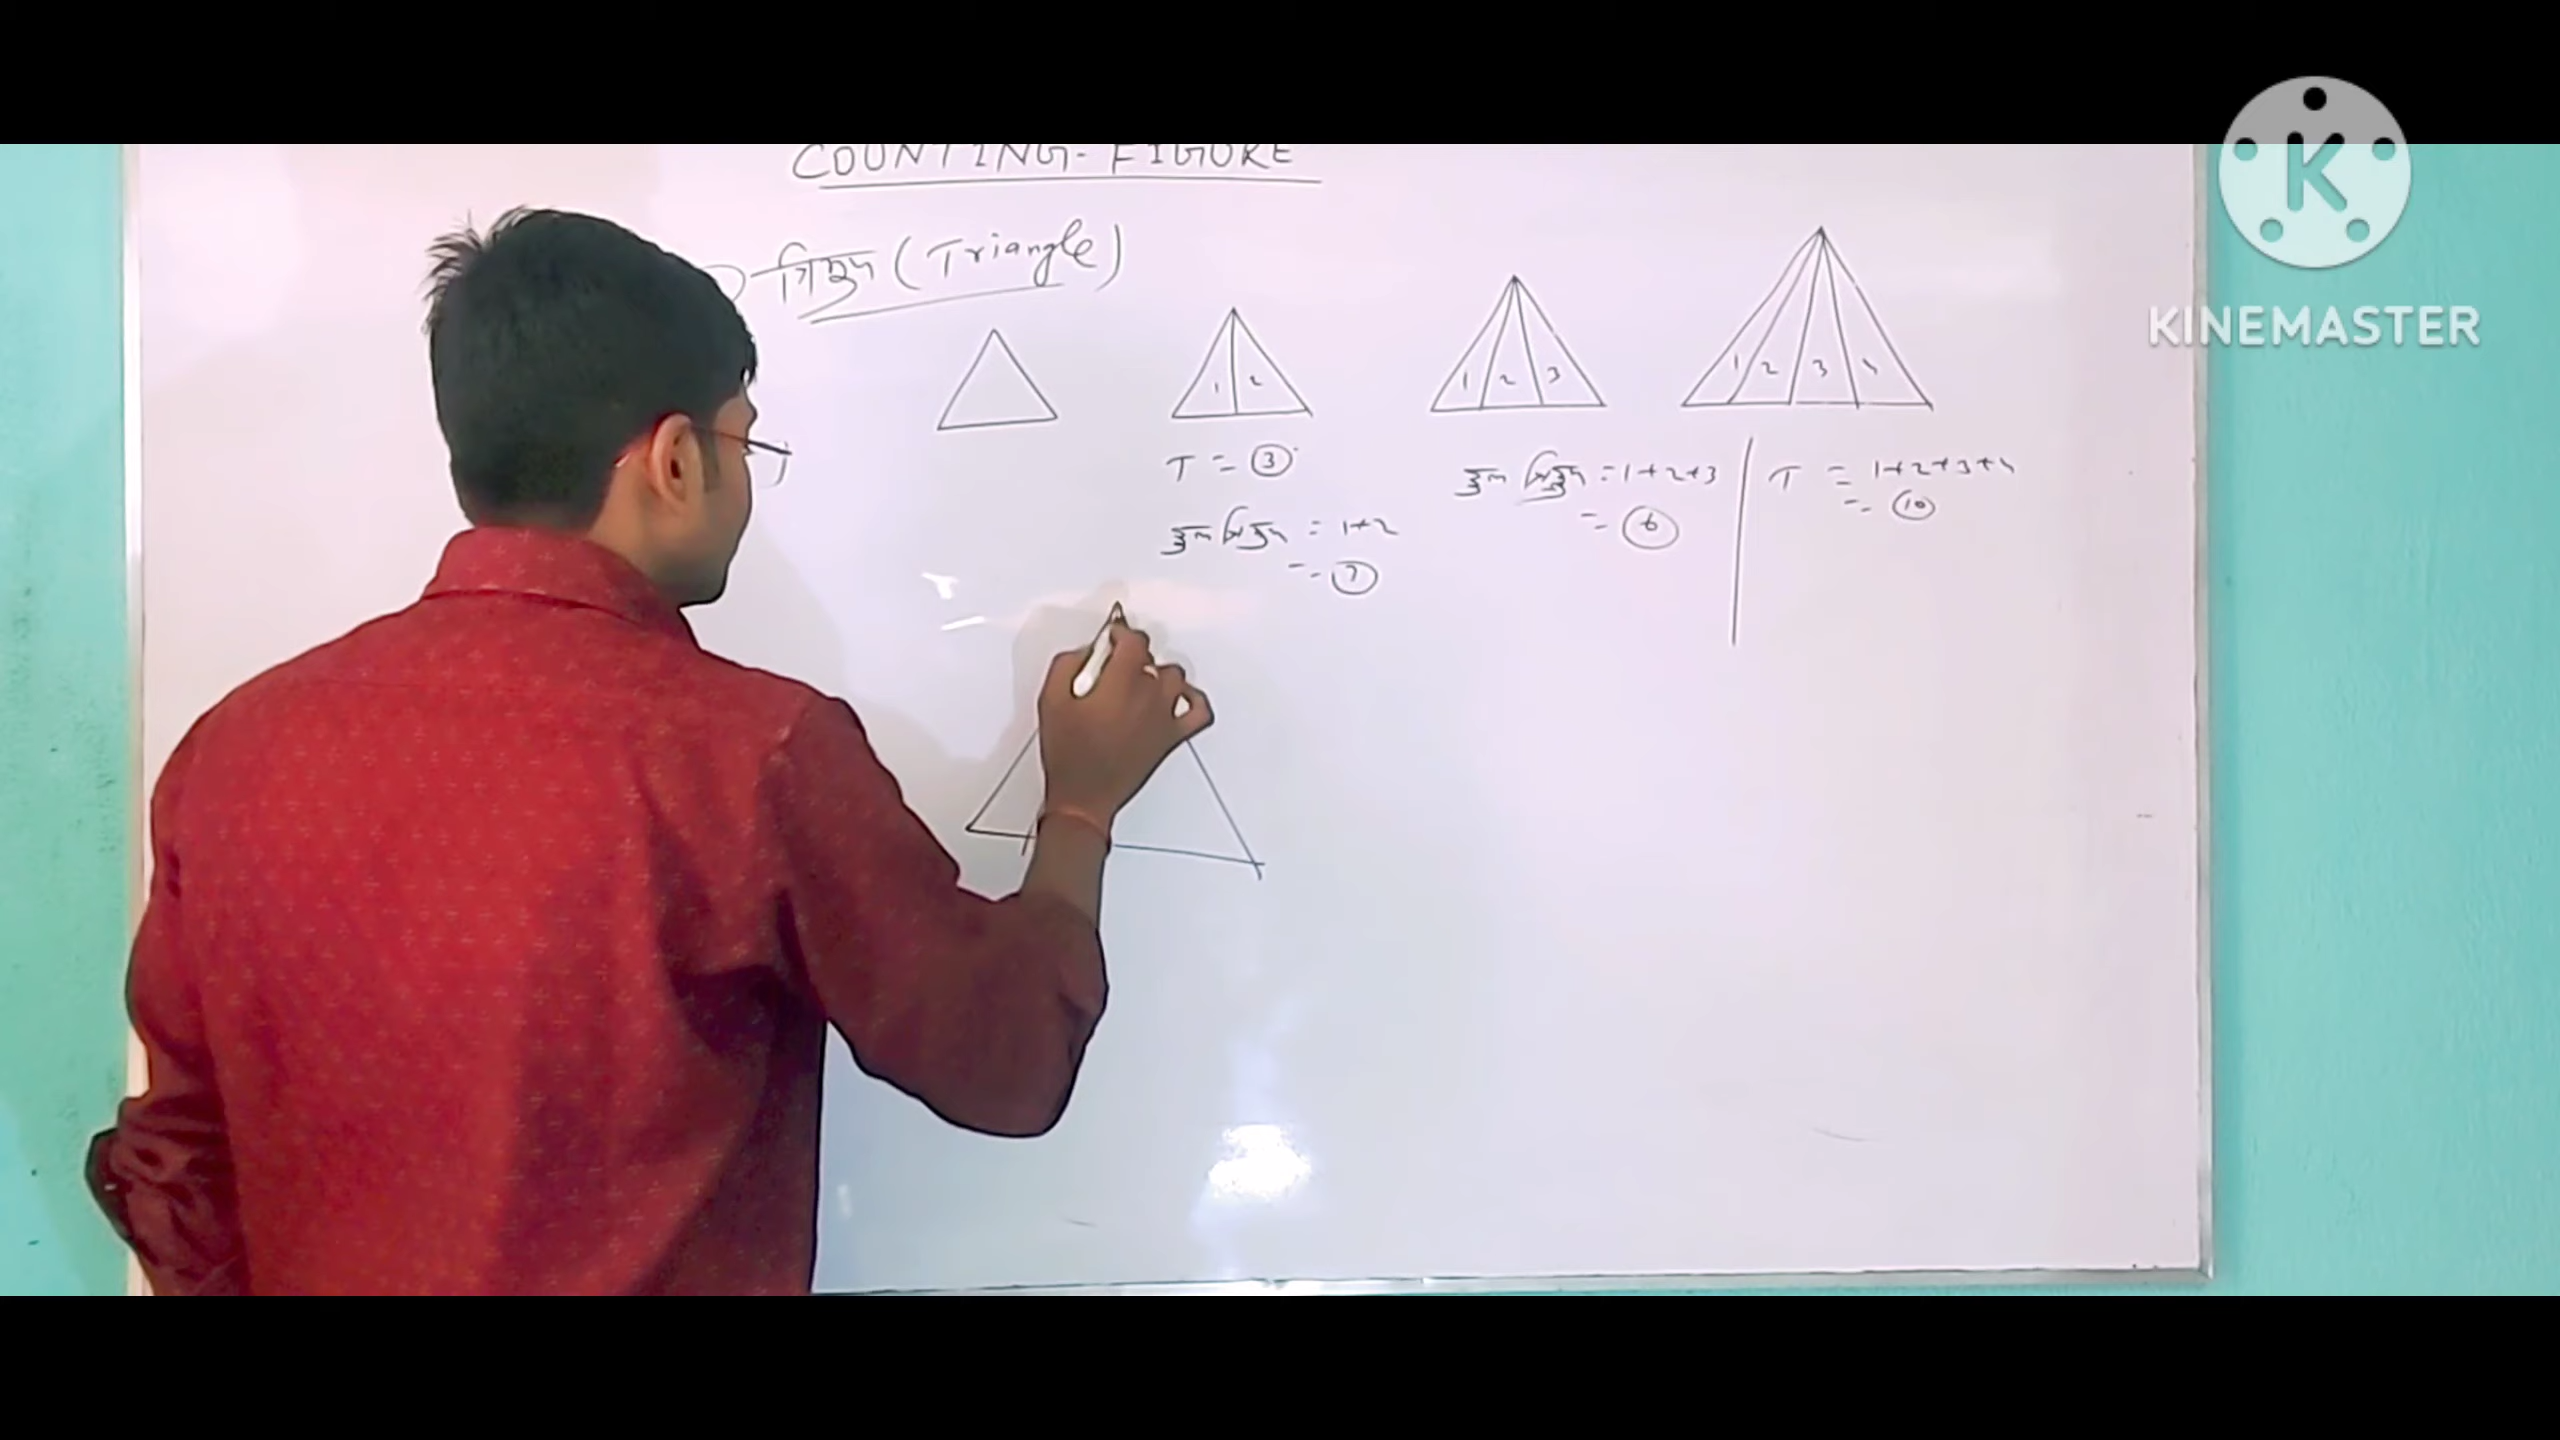 COUNTING-FIGURE
त्रिभुज (Triangle)
1 2
1 2 3
1 2 3 4
T = 3
कुल त्रिभुज = 1+2
= 3
कुल त्रिभुज = 1+2+3
= 6
T = 1+2+3+4
= 10
K
KINEMASTER